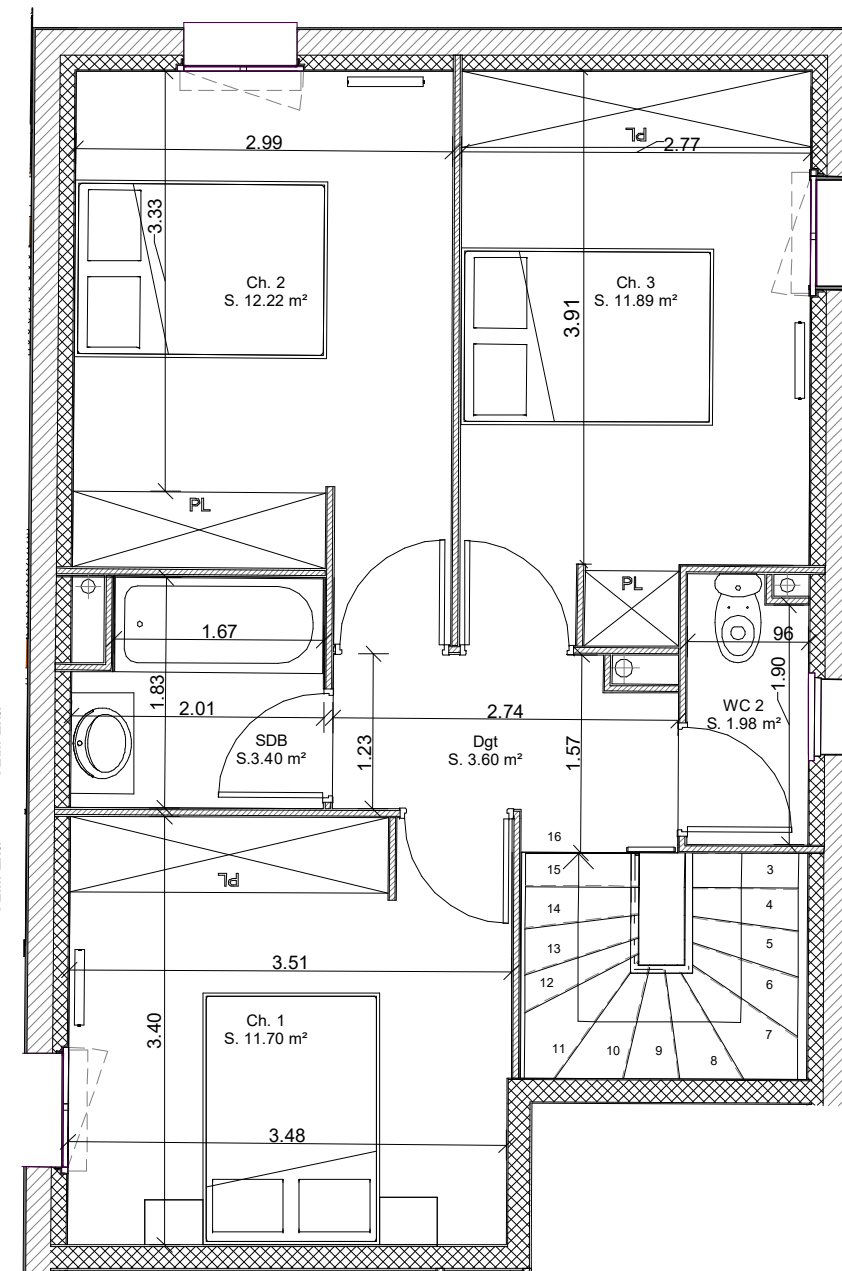 2.99
2.77
PL
3.33
Ch. 2
S. 12.22 m²
Ch. 3
S. 11.89 m²
3.91
PL
PL
1.67
96
1.83
2.01
2.74
1.90
WC 2
S. 1.98 m²
SDB
S.3.40 m²
1.23
Dgt
S. 3.60 m²
1.57
16
15
3
PL
14
4
13
5
12
6
3.51
Ch. 1
S. 11.70 m²
3.40
7
11
10
9
8
3.48